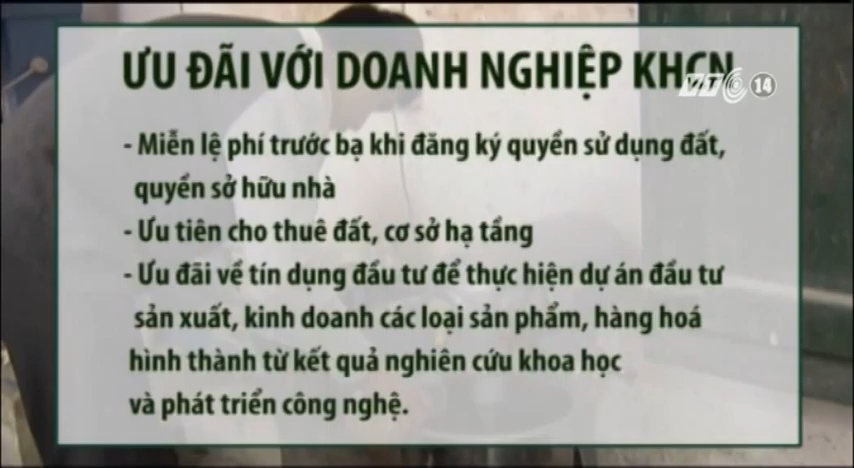 ƯU ĐÃI VỚI DOANH NGHIỆP KHCN
VTC 14
- Miễn lệ phí trước bạ khi đăng ký quyền sử dụng đất,
quyền sở hữu nhà
- Ưu tiên cho thuê đất, cơ sở hạ tầng
- Ưu đãi về tín dụng đầu tư để thực hiện dự án đầu tư
sản xuất, kinh doanh các loại sản phẩm, hàng hoá
hình thành từ kết quả nghiên cứu khoa học
và phát triển công nghệ.